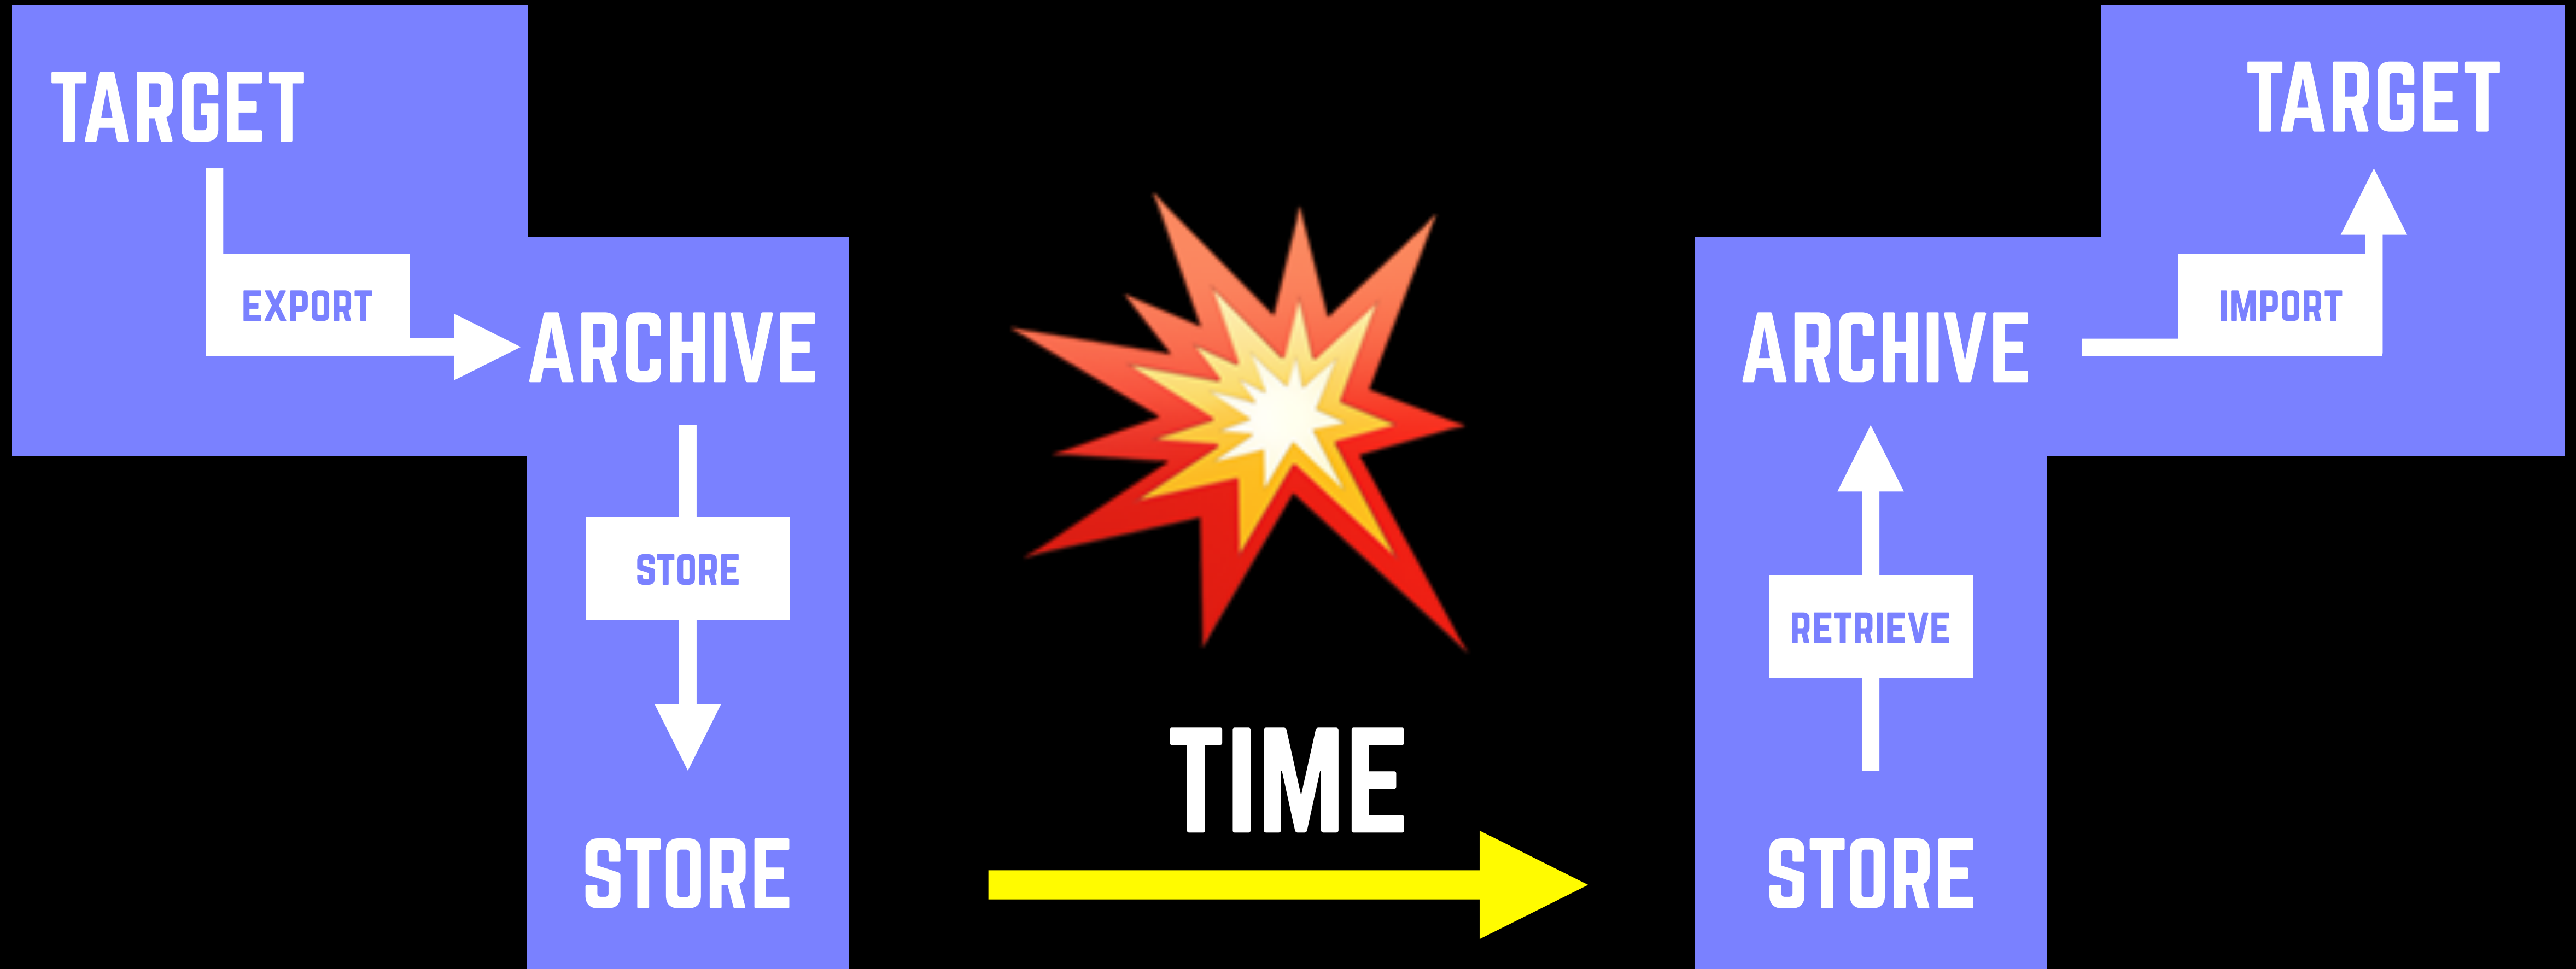 TARGET
EXPORT
ARCHIVE
STORE
STORE
TIME
TARGET
IMPORT
ARCHIVE
RETRIEVE
STORE